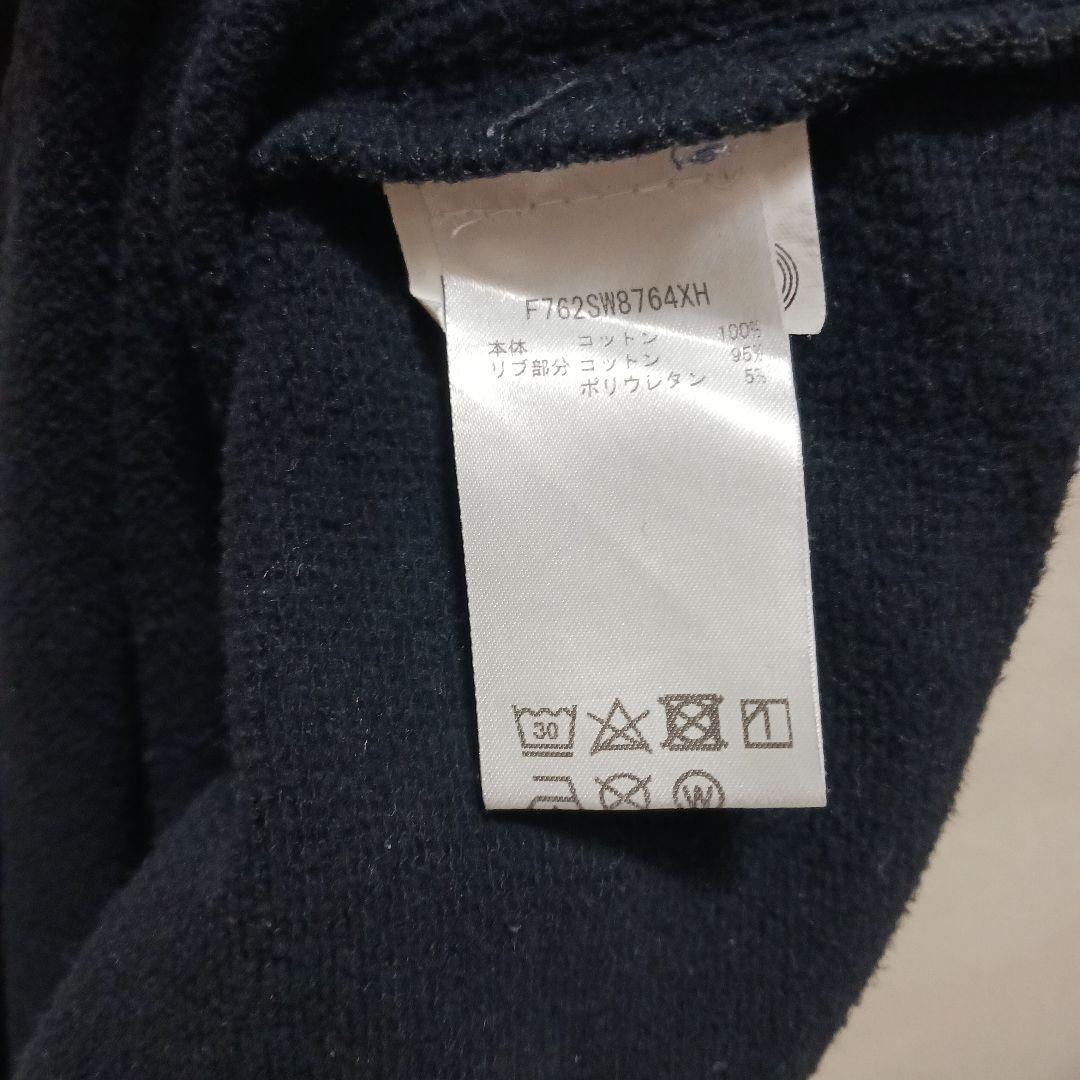 F762SW8764XH
本体 コットン 100%
リブ部分 コットン 95%
ポリウレタン 5%
30
W